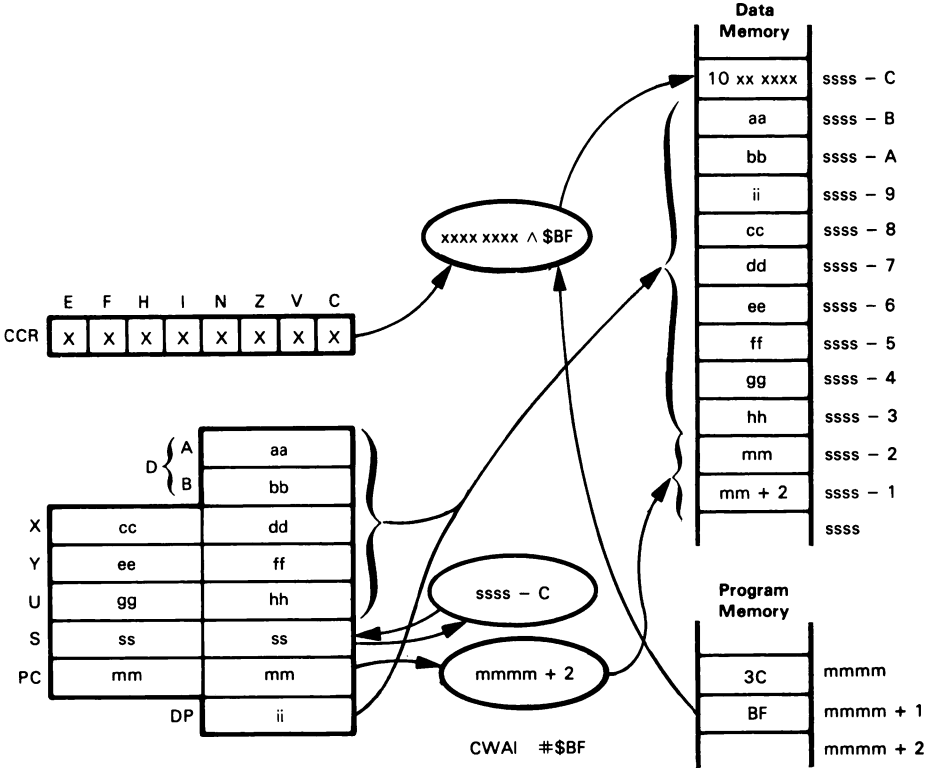 Data
Memory
10 xx xxxx ssss – C
aa ssss – B
bb ssss – A
ii ssss – 9
cc ssss – 8
dd ssss – 7
ee ssss – 6
ff ssss – 5
gg ssss – 4
hh ssss – 3
mm ssss – 2
mm + 2 ssss – 1
ssss
xxxx xxxx ∧ $BF
E F H I N Z V C
CCR X X X X X X X X
D
A aa
B bb
X cc dd
Y ee ff
U gg hh
S ss ss
PC mm mm
DP ii
ssss – C
mmmm + 2
CWAI #$BF
Program
Memory
3C mmmm
BF mmmm + 1
mmmm + 2